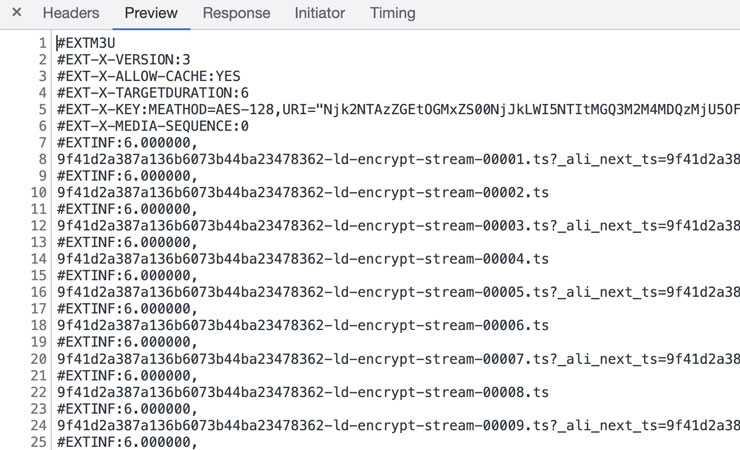 × Headers Preview Response Initiator Timing
1 #EXTM3U
2 #EXT-X-VERSION:3
3 #EXT-X-ALLOW-CACHE:YES
4 #EXT-X-TARGETDURATION:6
5 #EXT-X-KEY:MEATHOD=AES-128,URI="Njk2NTAzZGEtOGMxZS00NjJkLWI5NTItMGQ3M2M4MDQzMjU5OF
6 #EXT-X-MEDIA-SEQUENCE:0
7 #EXTINF:6.000000,
8 9f41d2a387a136b6073b44ba23478362-ld-encrypt-stream-00001.ts?_ali_next_ts=9f41d2a38
9 #EXTINF:6.000000,
10 9f41d2a387a136b6073b44ba23478362-ld-encrypt-stream-00002.ts
11 #EXTINF:6.000000,
12 9f41d2a387a136b6073b44ba23478362-ld-encrypt-stream-00003.ts?_ali_next_ts=9f41d2a38
13 #EXTINF:6.000000,
14 9f41d2a387a136b6073b44ba23478362-ld-encrypt-stream-00004.ts
15 #EXTINF:6.000000,
16 9f41d2a387a136b6073b44ba23478362-ld-encrypt-stream-00005.ts?_ali_next_ts=9f41d2a38
17 #EXTINF:6.000000,
18 9f41d2a387a136b6073b44ba23478362-ld-encrypt-stream-00006.ts
19 #EXTINF:6.000000,
20 9f41d2a387a136b6073b44ba23478362-ld-encrypt-stream-00007.ts?_ali_next_ts=9f41d2a38
21 #EXTINF:6.000000,
22 9f41d2a387a136b6073b44ba23478362-ld-encrypt-stream-00008.ts
23 #EXTINF:6.000000,
24 9f41d2a387a136b6073b44ba23478362-ld-encrypt-stream-00009.ts?_ali_next_ts=9f41d2a38
25 #EXTINF:6.000000,